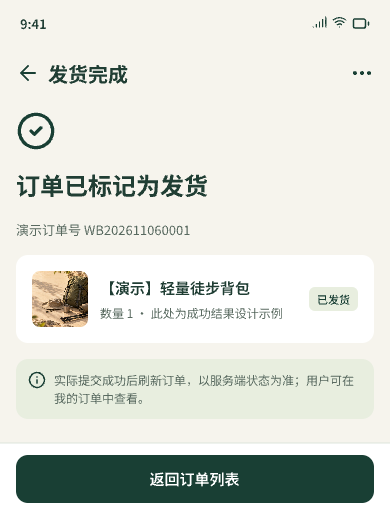 9:41
发货完成
订单已标记为发货
演示订单号 WB202611060001
【演示】轻量徒步背包
数量 1 · 此处为成功结果设计示例
已发货
实际提交成功后刷新订单，以服务端状态为准；用户可在
我的订单中查看。
返回订单列表